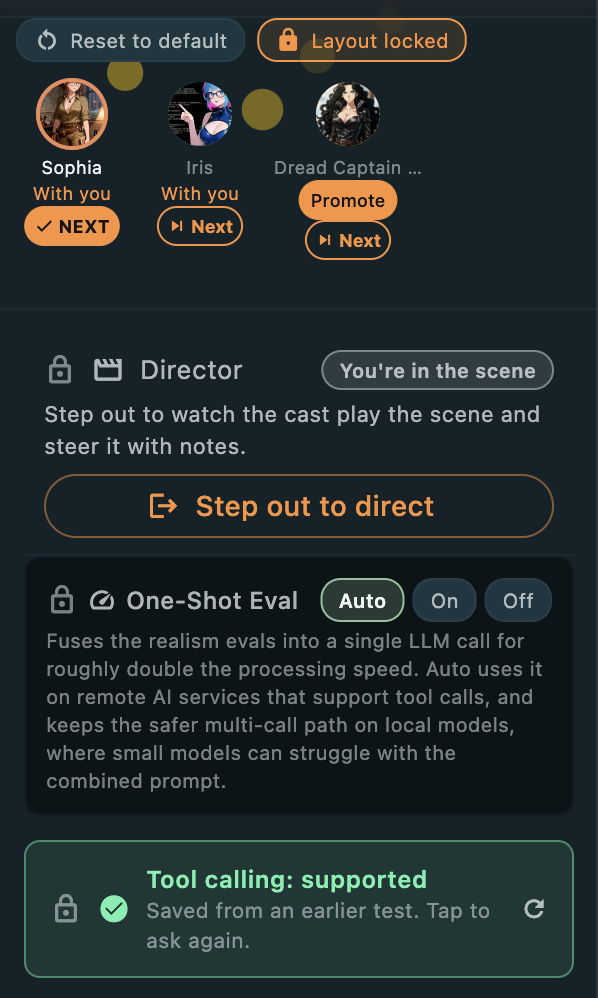 Reset to default
Layout locked
Sophia
Iris
Dread Captain ...
With you
With you
Promote
NEXT
Next
Next
Director
You're in the scene
Step out to watch the cast play the scene and
steer it with notes.
Step out to direct
One-Shot Eval
Auto
On
Off
Fuses the realism evals into a single LLM call for
roughly double the processing speed. Auto uses it
on remote AI services that support tool calls, and
keeps the safer multi-call path on local models,
where small models can struggle with the
combined prompt.
Tool calling: supported
Saved from an earlier test. Tap to
ask again.